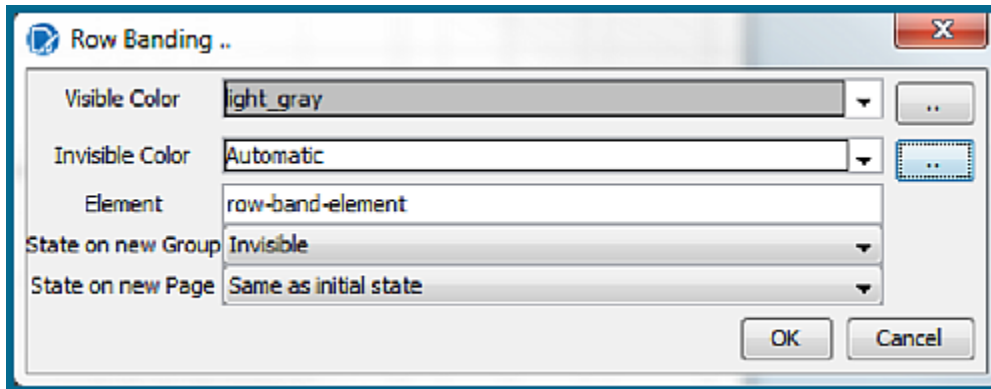 Row Banding ..
Visible Color light_gray ..
Invisible Color Automatic ..
Element row-band-element
State on new Group Invisible
State on new Page Same as initial state
OK Cancel